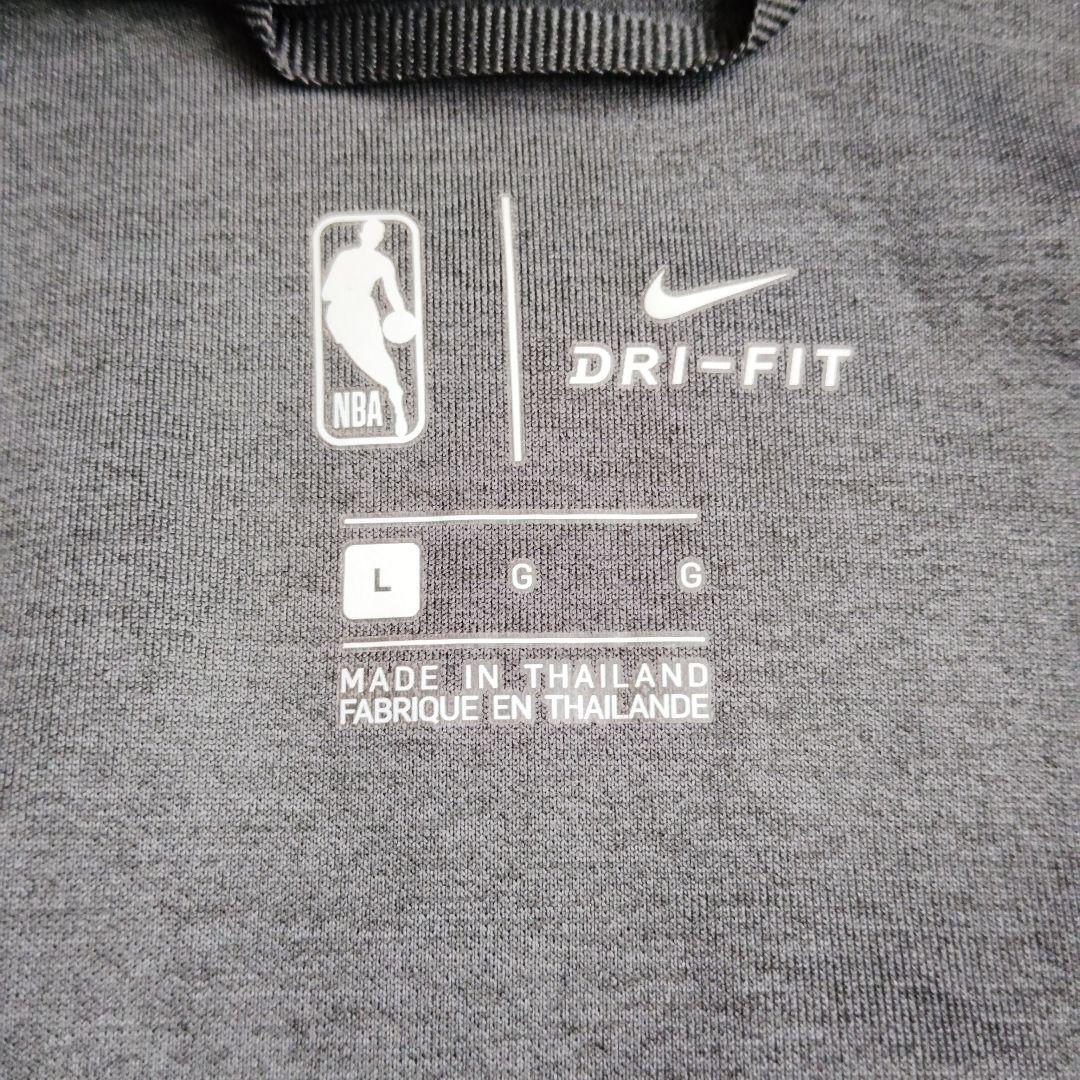 NBA
DRI-FIT
L G G
MADE IN THAILAND
FABRIQUE EN THAILANDE